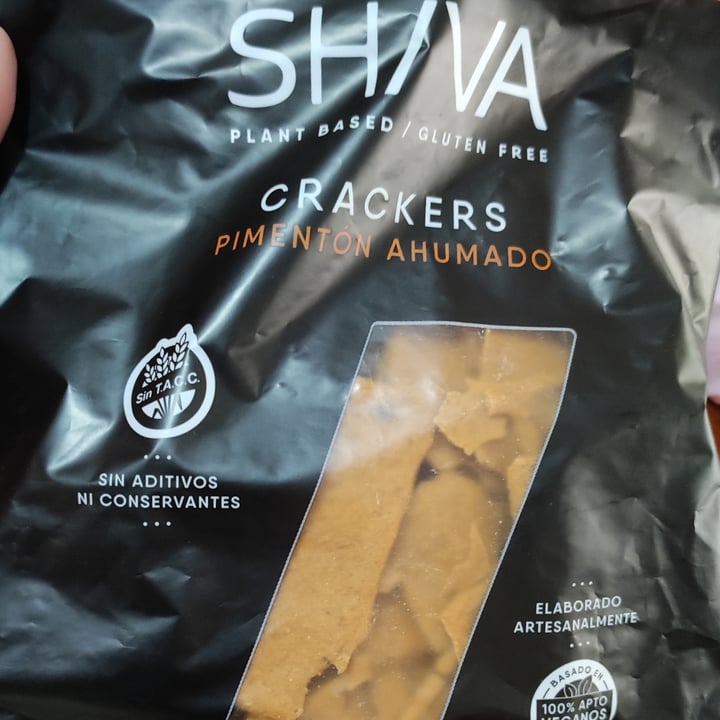 SHIVA
PLANT BASED / GLUTEN FREE
CRACKERS
PIMENTÓN AHUMADO
Sin T.A.C.C.
SIN ADITIVOS
NI CONSERVANTES
ELABORADO
ARTESANALMENTE
BASADO EN
100% APTO
VEGANOS